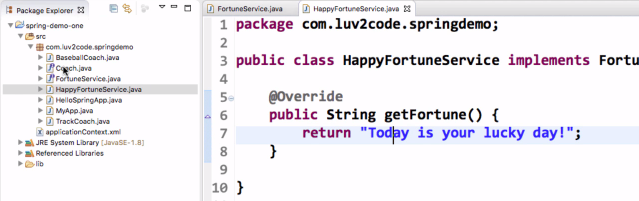 Package Explorer
spring-demo-one
src
com.luv2code.springdemo
BaseballCoach.java
Coach.java
FortuneService.java
HappyFortuneService.java
HelloSpringApp.java
MyApp.java
TrackCoach.java
applicationContext.xml
JRE System Library [JavaSE-1.8]
Referenced Libraries
lib
FortuneService.java HappyFortuneService.java
1 package com.luv2code.springdemo;
2
3 public class HappyFortuneService implements Fortu
4
5 @Override
6 public String getFortune() {
7 return "Today is your lucky day!";
8 }
9
10 }